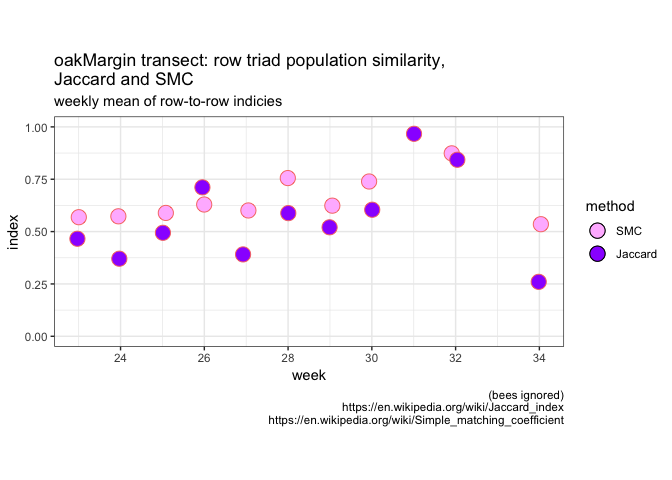 oakMargin transect: row triad population similarity,
Jaccard and SMC
weekly mean of row-to-row indicies
1.00
0.75
0.50
0.25
0.00
index
24
26
28
30
32
34
week
method
SMC
Jaccard
(bees ignored)
https://en.wikipedia.org/wiki/Jaccard_index
https://en.wikipedia.org/wiki/Simple_matching_coefficient